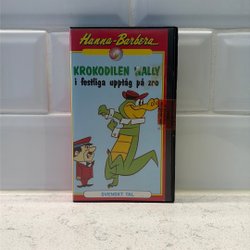 Hanna-Barbera
KROKODILEN WALLY
i festliga upptåg på zoo
SVENSKT TAL